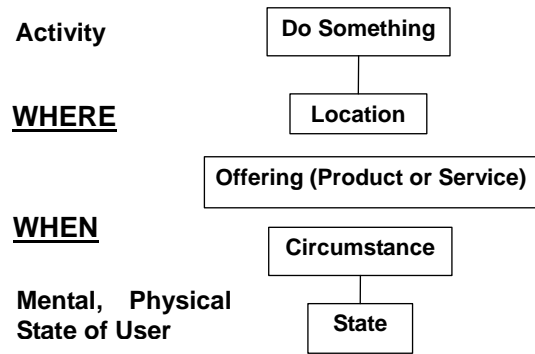 Activity
Do Something
WHERE
Location
Offering (Product or Service)
WHEN
Circumstance
Mental, Physical
State of User
State